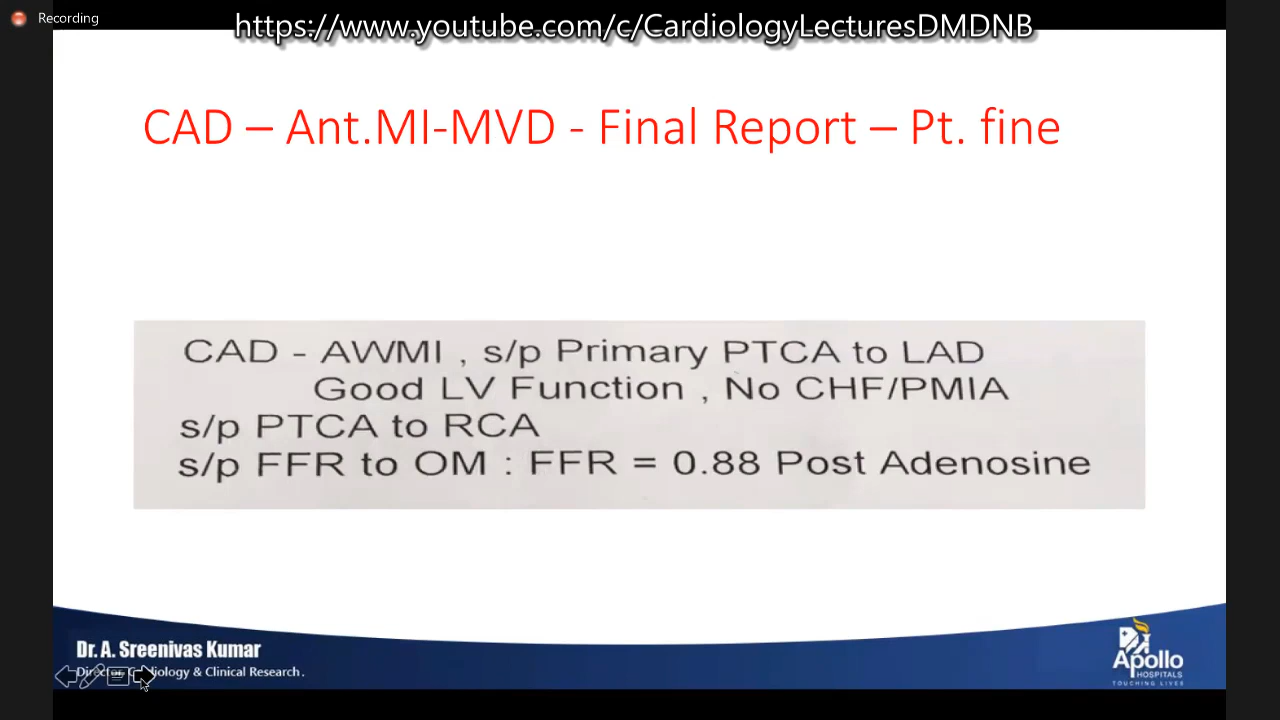 Recording
https://www.youtube.com/c/CardiologyLecturesDMDNB
CAD – Ant.MI-MVD - Final Report – Pt. fine
CAD - AWMI , s/p Primary PTCA to LAD
Good LV Function , No CHF/PMIA
s/p PTCA to RCA
s/p FFR to OM : FFR = 0.88 Post Adenosine
Dr. A. Sreenivas Kumar
Director Cardiology & Clinical Research.
Apollo
HOSPITALS
TOUCHING LIVES